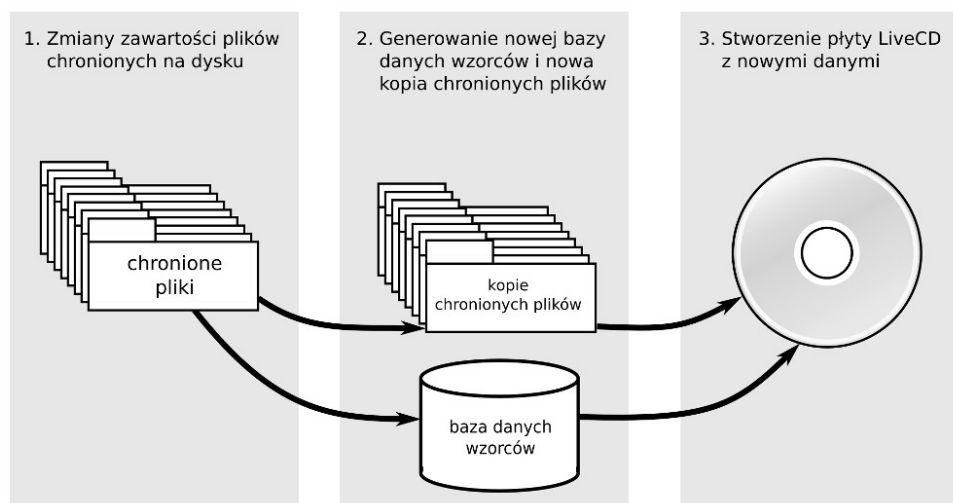 1. Zmiany zawartości plików
chronionych na dysku
2. Generowanie nowej bazy
danych wzorców i nowa
kopia chronionych plików
3. Stworzenie płyty LiveCD
z nowymi danymi
chronione
pliki
kopie
chronionych plików
baza danych
wzorców